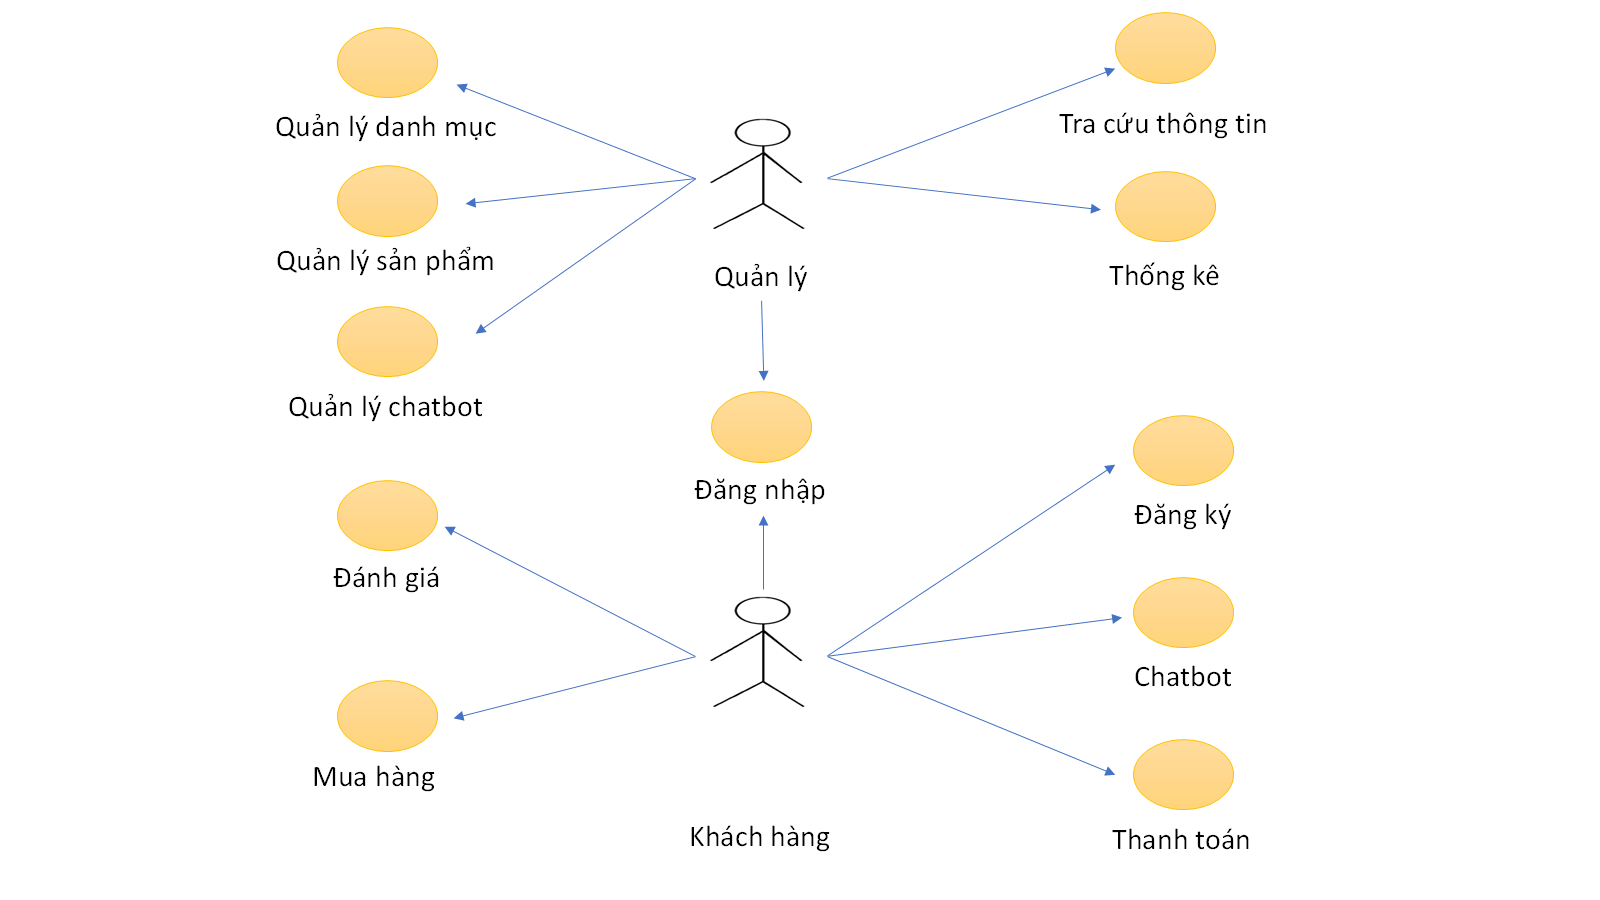 Quản lý danh mục
Tra cứu thông tin
Quản lý sản phẩm
Quản lý
Thống kê
Quản lý chatbot
Đăng nhập
Đăng ký
Đánh giá
Chatbot
Mua hàng
Khách hàng
Thanh toán